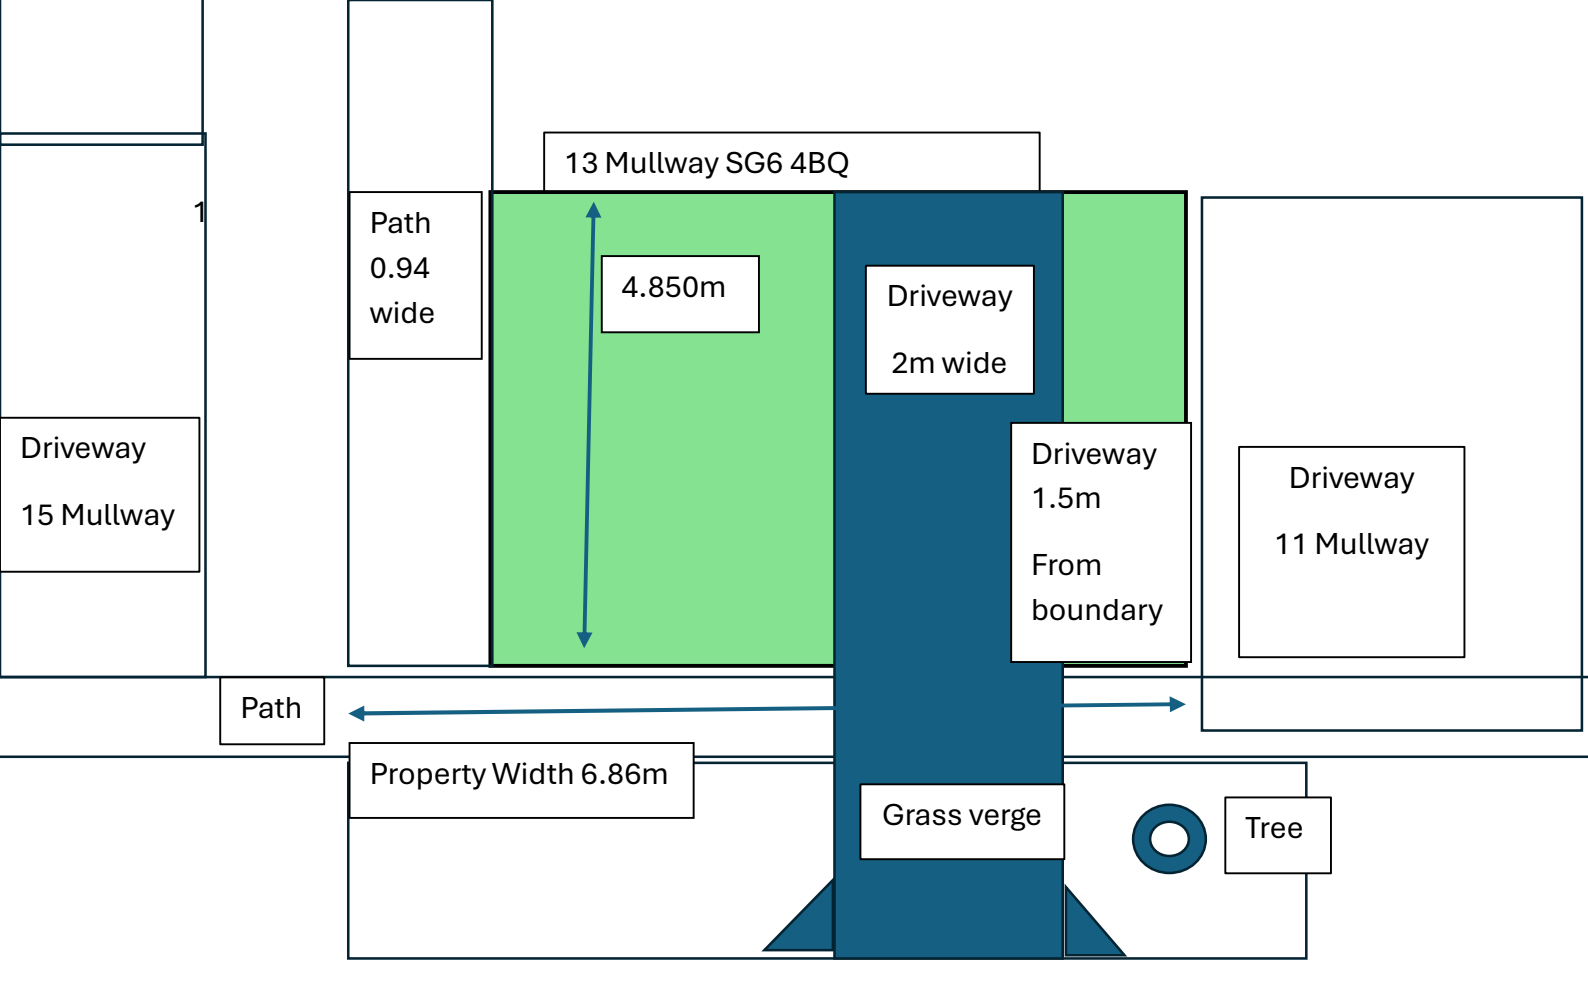 13 Mullway SG6 4BQ
1
Path
0.94
wide
4.850m
Driveway
2m wide
Driveway
15 Mullway
Driveway
1.5m
From
boundary
Driveway
11 Mullway
Path
Property Width 6.86m
Grass verge
Tree